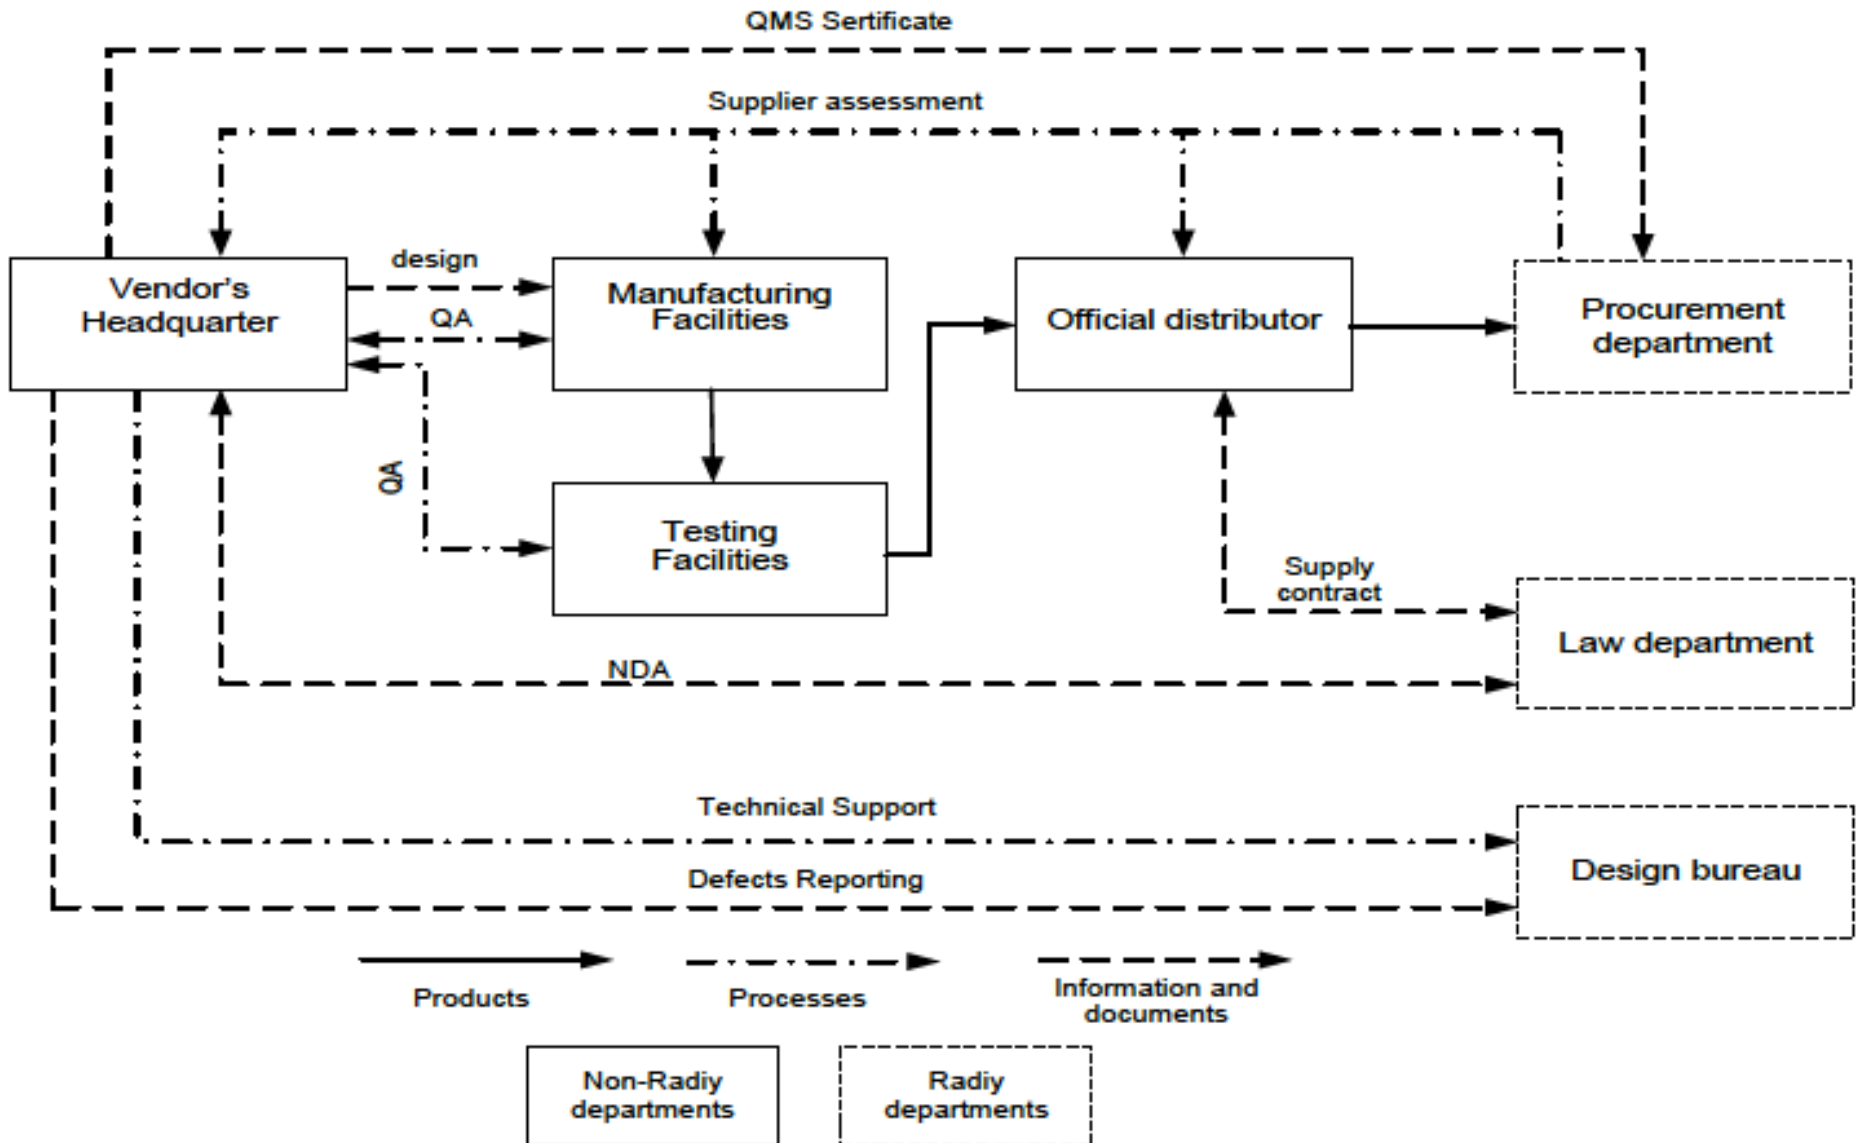 QMS Sertificate
Supplier assessment
Vendor's
Headquarter
design
QA
Manufacturing
Facilities
Official distributor
Procurement
department
QA
Testing
Facilities
Supply
contract
Law department
NDA
Technical Support
Defects Reporting
Design bureau
Products
Processes
Information and
documents
Non-Radiy
departments
Radiy
departments